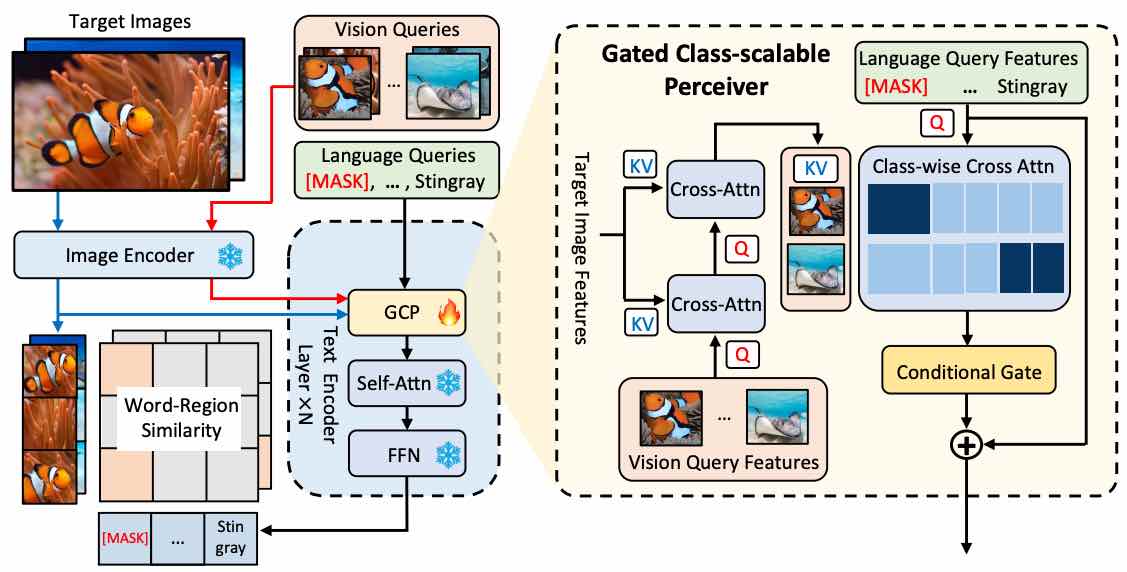 Target Images
Vision Queries
...
Language Queries
[MASK], ... , Stingray
Image Encoder
GCP
Self-Attn
FFN
Text Encoder
Layer ×N
Word-Region
Similarity
[MASK]
...
Stin
gray
Gated Class-scalable
Perceiver
Language Query Features
[MASK] ... Stingray
Q
Target Image Features
KV
Cross-Attn
Q
KV
Cross-Attn
Q
KV
Class-wise Cross Attn
Conditional Gate
+
...
Vision Query Features